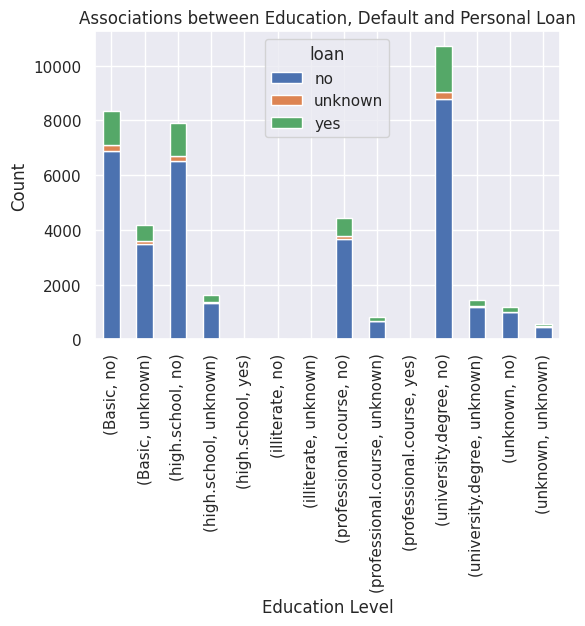 Associations between Education, Default and Personal Loan
loan
no
unknown
yes
Count
10000
8000
6000
4000
2000
0
(Basic, no)
(Basic, unknown)
(high.school, no)
(high.school, unknown)
(high.school, yes)
(illiterate, no)
(illiterate, unknown)
(professional.course, no)
(professional.course, unknown)
(professional.course, yes)
(university.degree, no)
(university.degree, unknown)
(unknown, no)
(unknown, unknown)
Education Level